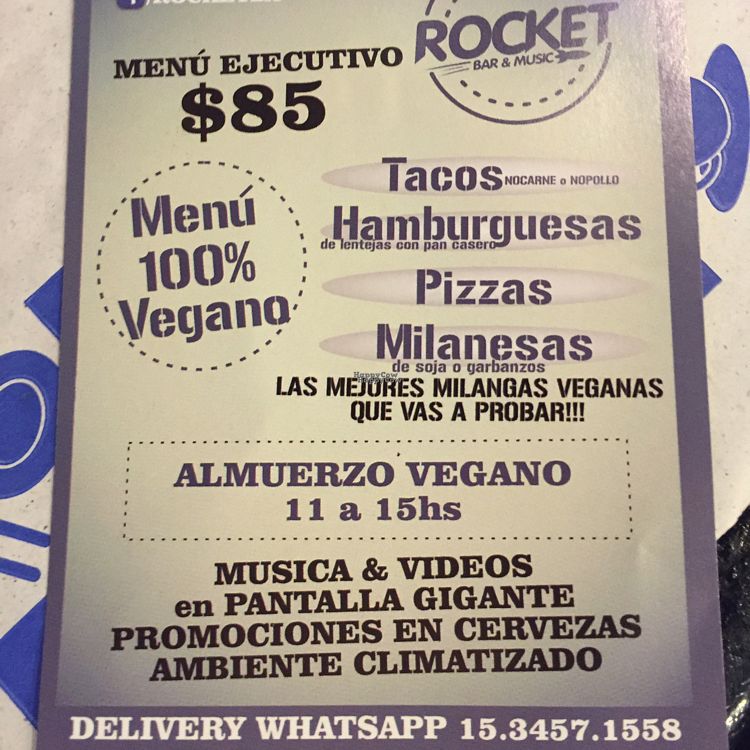 ROCKET
BAR & MUSIC
MENÚ EJECUTIVO
$85
Menú
100%
Vegano
Tacos NOCARNE o NOPOLLO
Hamburguesas
de lentejas con pan casero
Pizzas
Milanesas
de soja o garbanzos
HappyCow
LAS MEJORES MILANGAS VEGANAS
QUE VAS A PROBAR!!!
ALMUERZO VEGANO
11 a 15hs
MUSICA & VIDEOS
en PANTALLA GIGANTE
PROMOCIONES EN CERVEZAS
AMBIENTE CLIMATIZADO
DELIVERY WHATSAPP 15.3457.1558